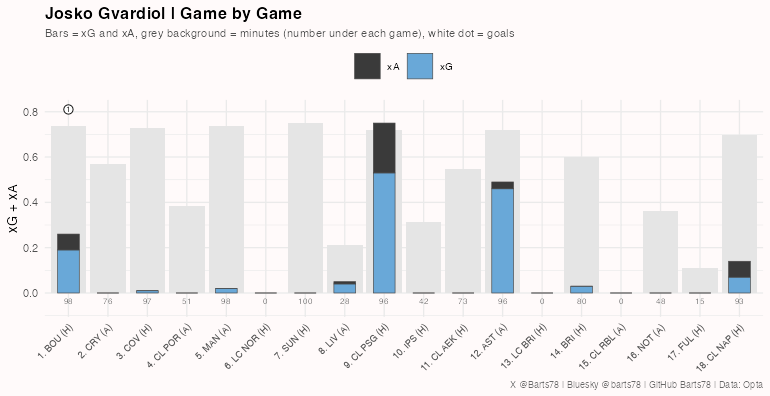 Josko Gvardiol | Game by Game
Bars = xG and xA, grey background = minutes (number under each game), white dot = goals
xA xG
xG + xA
0.8
0.6
0.4
0.2
0.0
1
98 76 97 51 98 0 100 28 96 42 73 96 0 80 0 48 15 93
1. BOU (H)
2. CRY (A)
3. COV (H)
4. CL POR (A)
5. MAN (A)
6. LC NOR (H)
7. SUN (H)
8. LIV (A)
9. CL PSG (H)
10. IPS (H)
11. CL AEK (H)
12. AST (A)
13. LC BRI (H)
14. BRI (H)
15. CL RBL (A)
16. NOT (A)
17. FUL (H)
18. CL NAP (H)
X @Barts78 | Bluesky @barts78 | GitHub Barts78 | Data: Opta